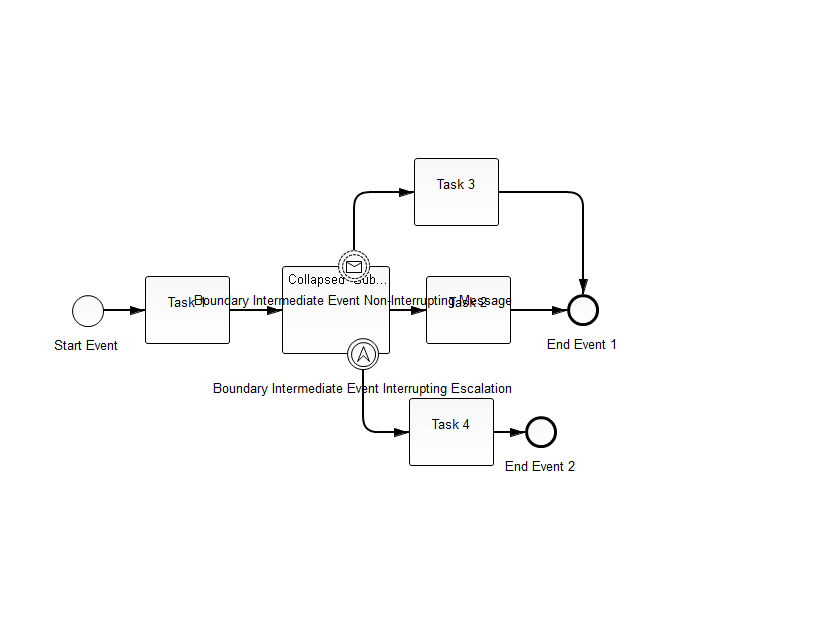 Task 3
Collapsed Sub...
Task 1
Boundary Intermediate Event Non-Interrupting Message
Task 2
Start Event
End Event 1
Boundary Intermediate Event Interrupting Escalation
Task 4
End Event 2